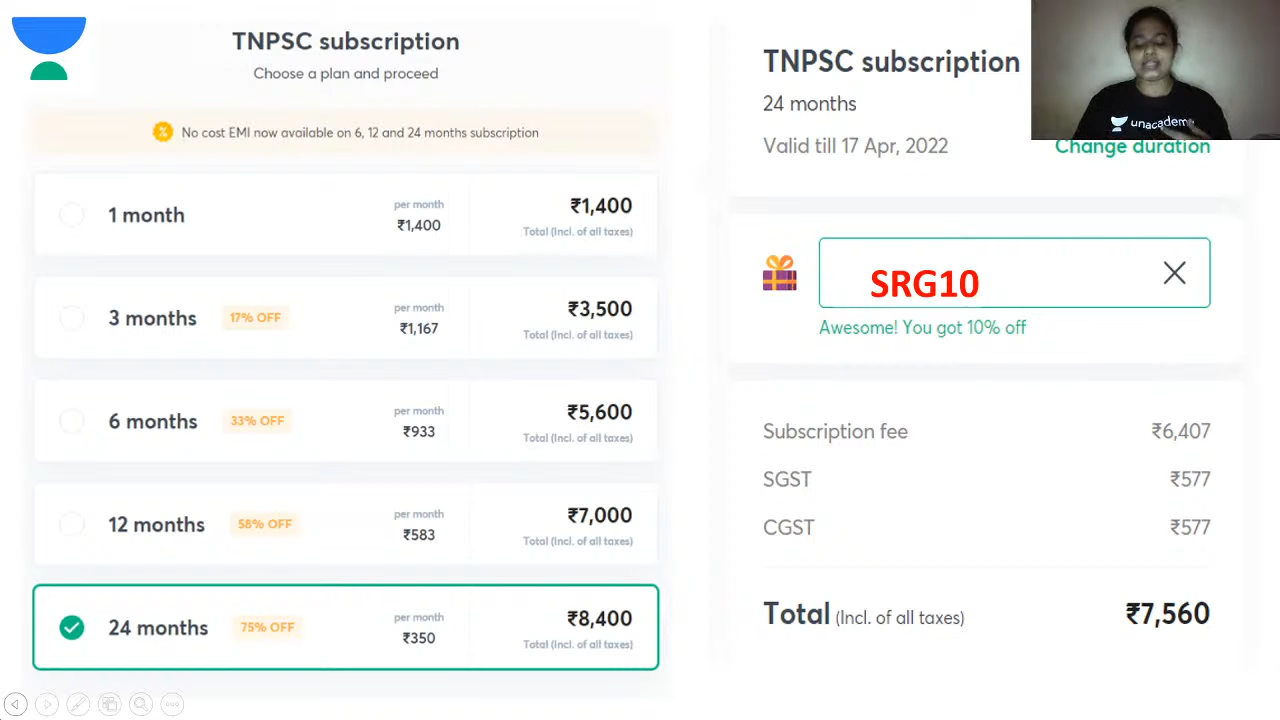 TNPSC subscription
Choose a plan and proceed
No cost EMI now available on 6, 12 and 24 months subscription
1 month
per month
₹1,400
₹1,400
Total (Incl. of all taxes)
3 months
17% OFF
per month
₹1,167
₹3,500
Total (Incl. of all taxes)
6 months
33% OFF
per month
₹933
₹5,600
Total (Incl. of all taxes)
12 months
58% OFF
per month
₹583
₹7,000
Total (Incl. of all taxes)
24 months
75% OFF
per month
₹350
₹8,400
Total (Incl. of all taxes)
TNPSC subscription
24 months
Valid till 17 Apr, 2022
Change duration
unacademy
SRG10
Awesome! You got 10% off
Subscription fee ₹6,407
SGST ₹577
CGST ₹577
Total (Incl. of all taxes) ₹7,560